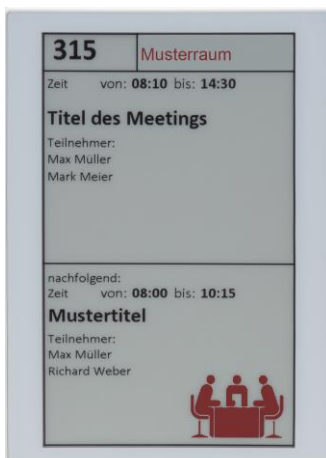 315
Musterraum
Zeit von: 08:10 bis: 14:30
Titel des Meetings
Teilnehmer:
Max Müller
Mark Meier
nachfolgend:
Zeit von: 08:00 bis: 10:15
Mustertitel
Teilnehmer:
Max Müller
Richard Weber